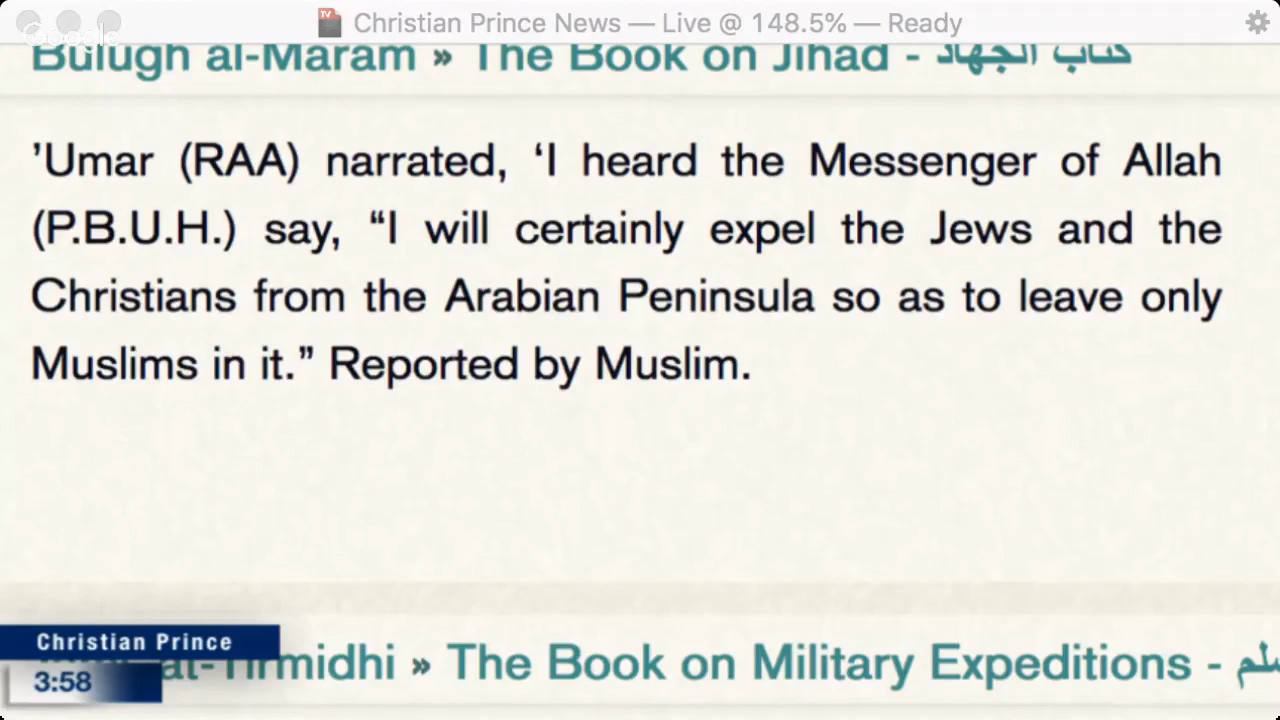 Christian Prince News — Live @ 148.5% — Ready
Google
Bulugh al-Maram » The Book on Jihad - كتاب الجهاد
’Umar (RAA) narrated, ‘I heard the Messenger of Allah
(P.B.U.H.) say, “I will certainly expel the Jews and the
Christians from the Arabian Peninsula so as to leave only
Muslims in it.” Reported by Muslim.
Christian Prince
at-Tirmidhi » The Book on Military Expeditions -
3:58